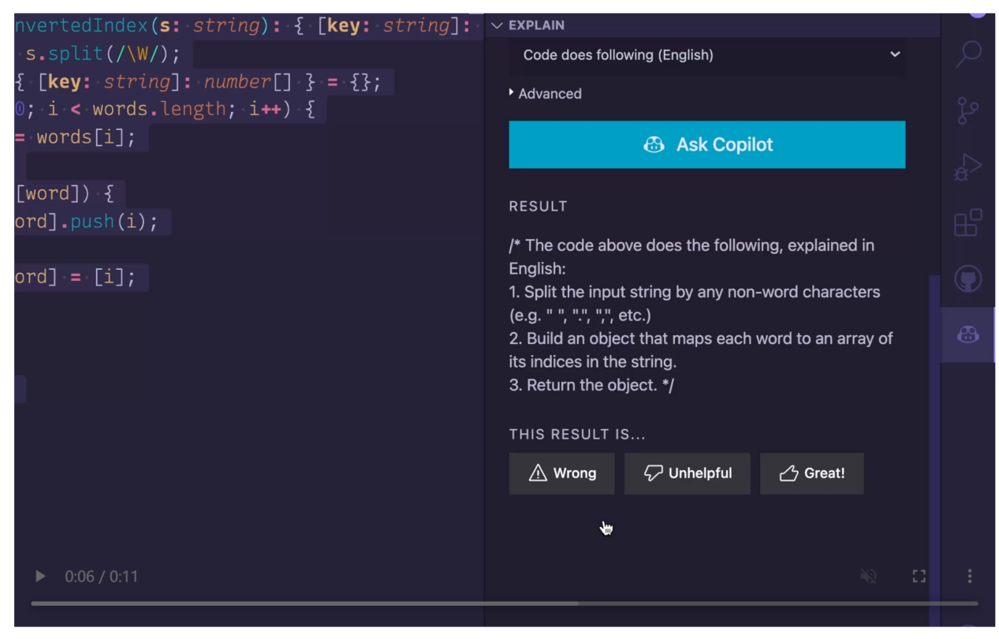 nvertedIndex(s: string): { [key: string]:
s.split(/\W/);
{ [key: string]: number[] } = {};
0; i < words.length; i++) {
= words[i];
[word]) {
ord].push(i);
ord] = [i];
EXPLAIN
Code does following (English)
Advanced
Ask Copilot
RESULT
/* The code above does the following, explained in
English:
1. Split the input string by any non-word characters
(e.g. " ", ".", ",", etc.)
2. Build an object that maps each word to an array of
its indices in the string.
3. Return the object. */
THIS RESULT IS...
Wrong
Unhelpful
Great!
0:06 / 0:11